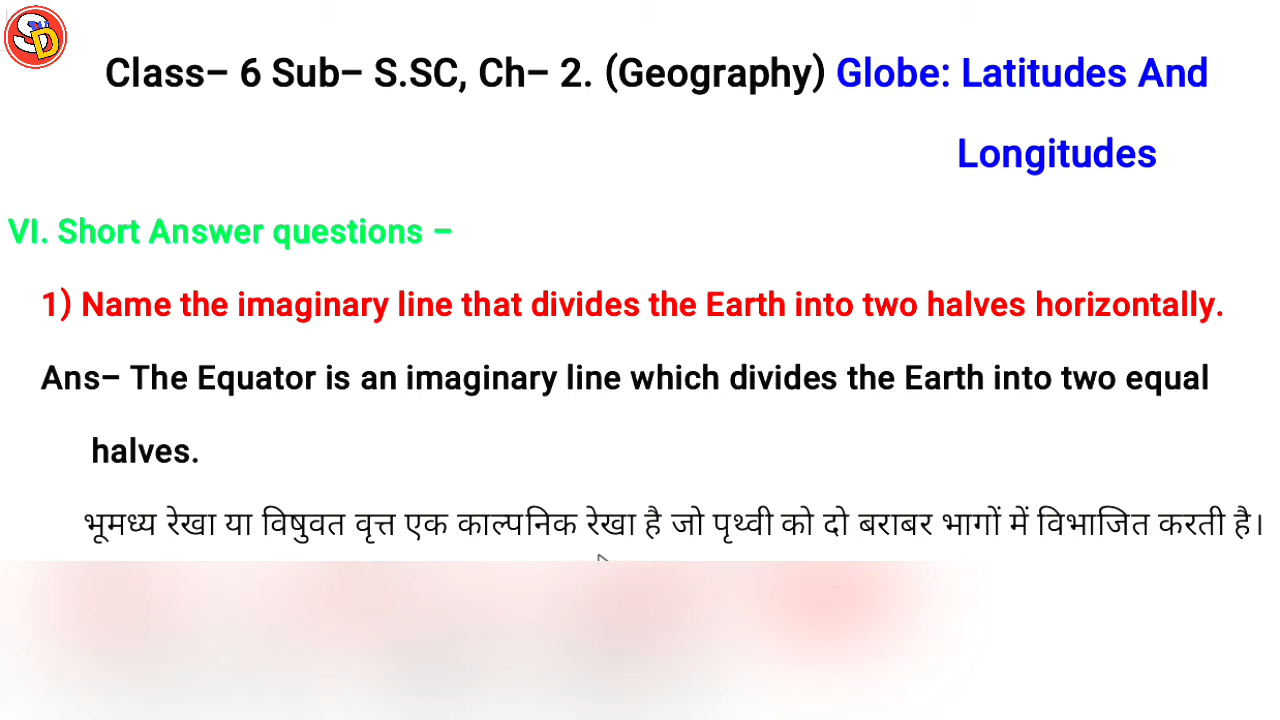 SD
Class– 6 Sub– S.SC, Ch– 2. (Geography) Globe: Latitudes And
Longitudes
VI. Short Answer questions –
1) Name the imaginary line that divides the Earth into two halves horizontally.
Ans– The Equator is an imaginary line which divides the Earth into two equal
halves.
भूमध्य रेखा या विषुवत वृत्त एक काल्पनिक रेखा है जो पृथ्वी को दो बराबर भागों में विभाजित करती है।